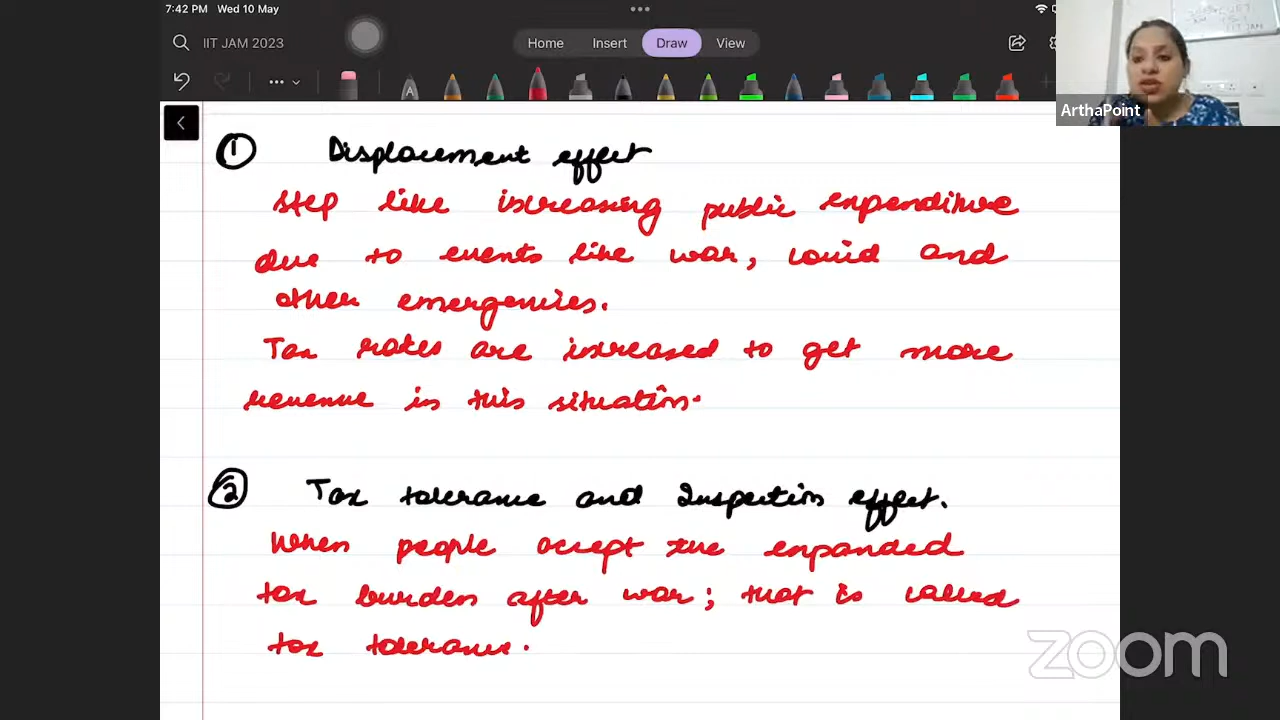 7:42 PM Wed 10 May
IIT JAM 2023
Home Insert Draw View
A
ArthaPoint
① Displacement effect
Step like increasing public expenditure
due to events like war, covid and
other emergencies.
Tax rates are increased to get more
revenue in this situation.
② Tax tolerance and Inspection effect.
When people accept the expanded
tax burden after war; that is called
tax tolerance.
zoom